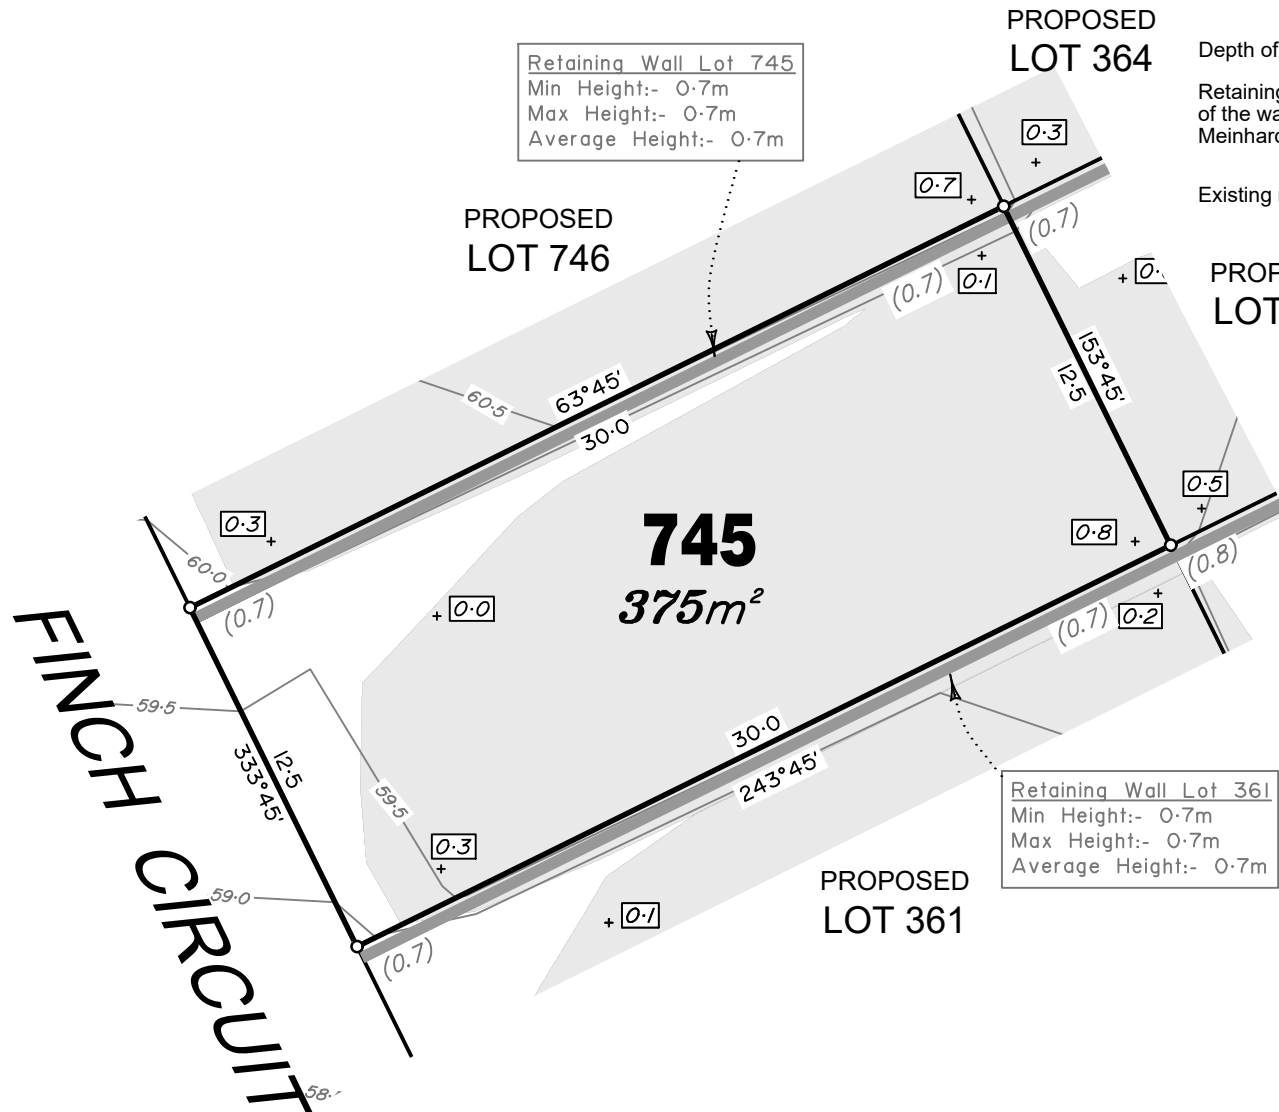 PROPOSED
LOT 364
Depth of
Retaining
of the wa
Meinhard
Existing
Retaining Wall Lot 745
Min Height:- 0·7m
Max Height:- 0·7m
Average Height:- 0·7m
0·3
0·7
(0.7)
PROPOSED
LOT 746
0·1
(0.7)
0·
PROP
LOT
63°45'
30·0
60·5
153°45'
12·5
0·3
60·0
(0.7)
745
375m²
0·0
0·5
0·8
(0.8)
0·2
(0.7)
FINCH CIRCUIT
59·5
12·5
333°45'
59·5
30·0
243°45'
0·3
59·0
(0.7)
0·1
Retaining Wall Lot 361
Min Height:- 0·7m
Max Height:- 0·7m
Average Height:- 0·7m
PROPOSED
LOT 361
58·